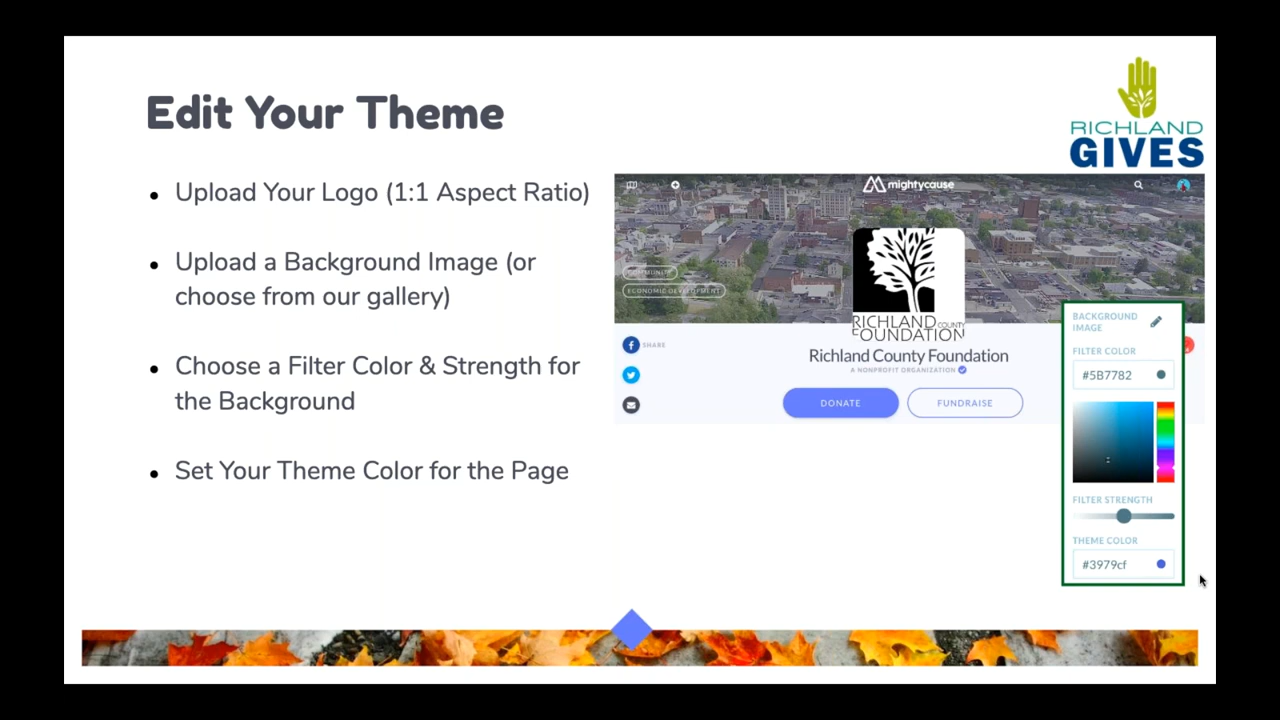 Edit Your Theme
RICHLAND
GIVES
Upload Your Logo (1:1 Aspect Ratio)
Upload a Background Image (or
choose from our gallery)
Choose a Filter Color & Strength for
the Background
Set Your Theme Color for the Page
mightycause
COMMUNITY
ECONOMIC DEVELOPMENT
RICHLAND COUNTY
FOUNDATION
SHARE
Richland County Foundation
A NONPROFIT ORGANIZATION
DONATE
FUNDRAISE
BACKGROUND
IMAGE
FILTER COLOR
#5B7782
FILTER STRENGTH
THEME COLOR
#3979cf